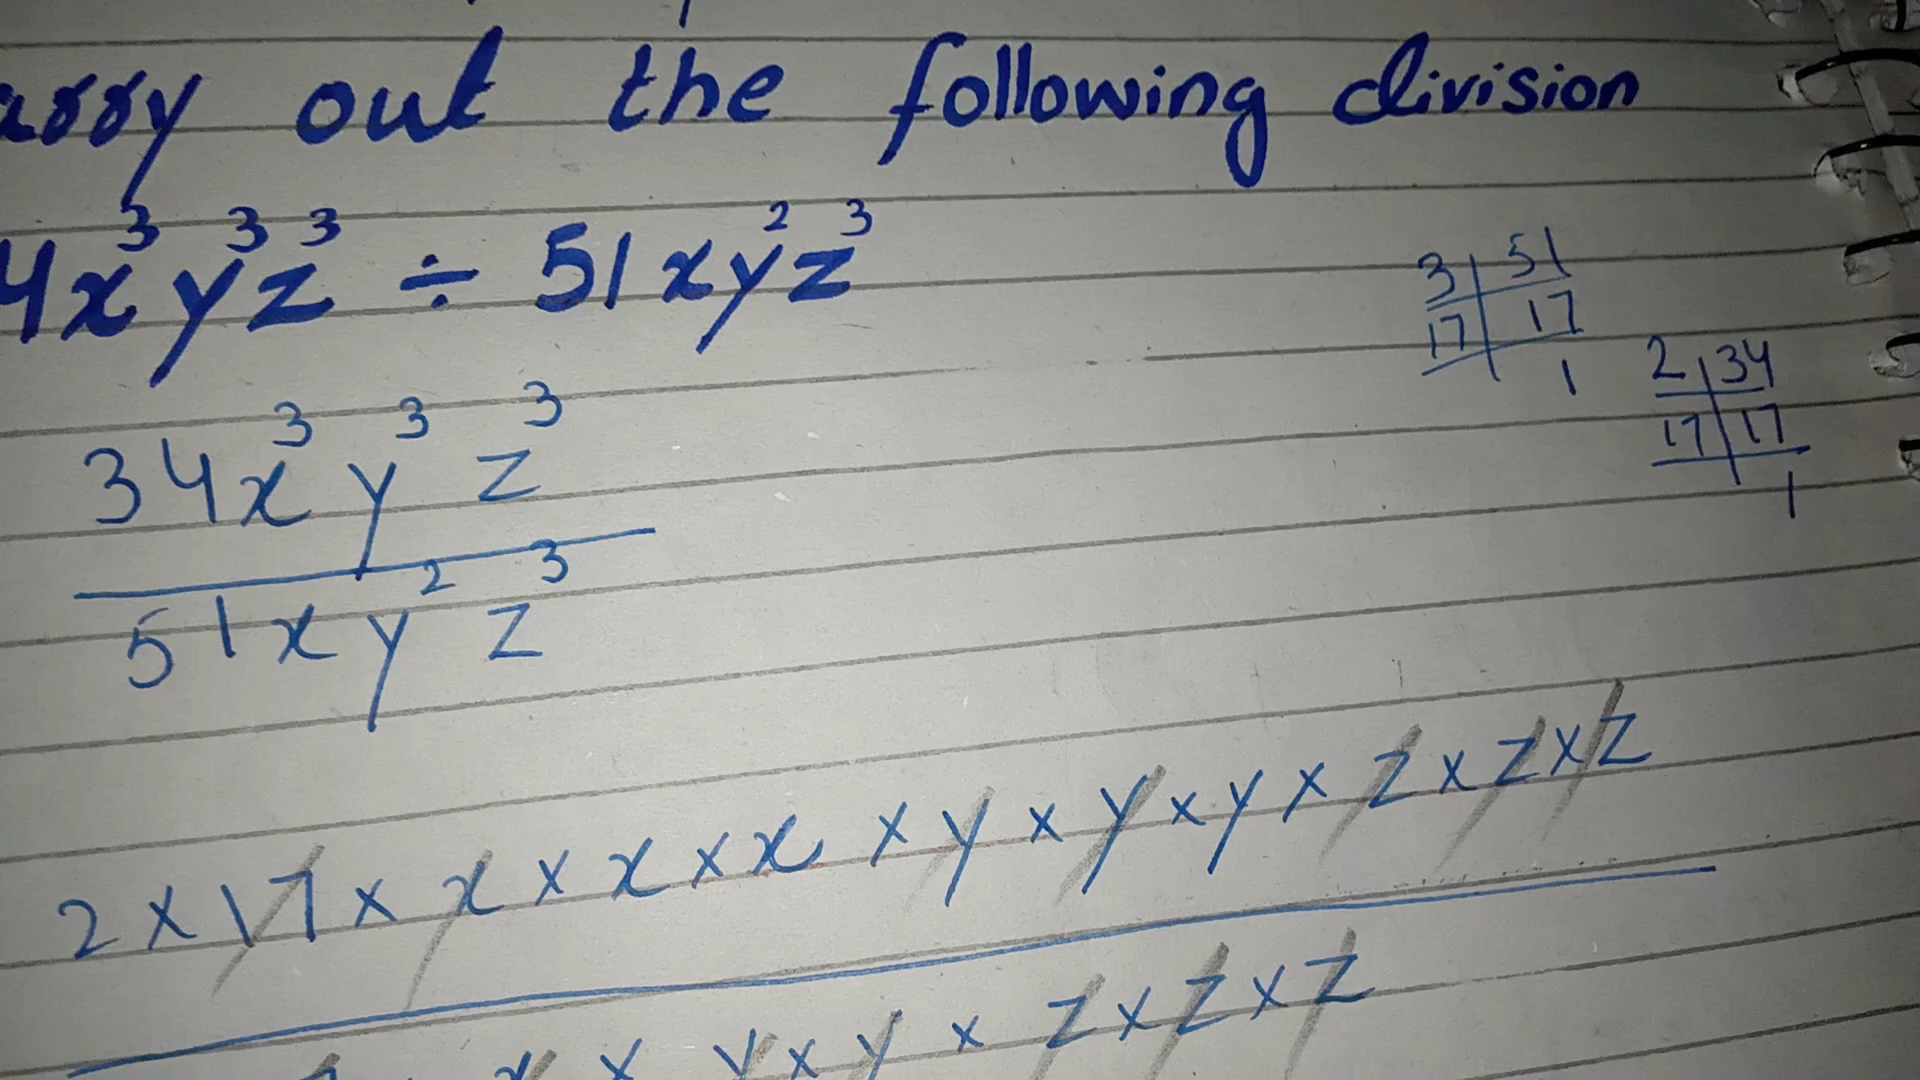 out the following division
4x³y³z³ ÷ 51xy²z³
3 | 51
17 | 17
1
2 | 34
17 | 17
1
34x³y³z³
51xy²z³
2 × 17 × x × x × x × y × y × y × z × z × z
x × y × y × z × z × z